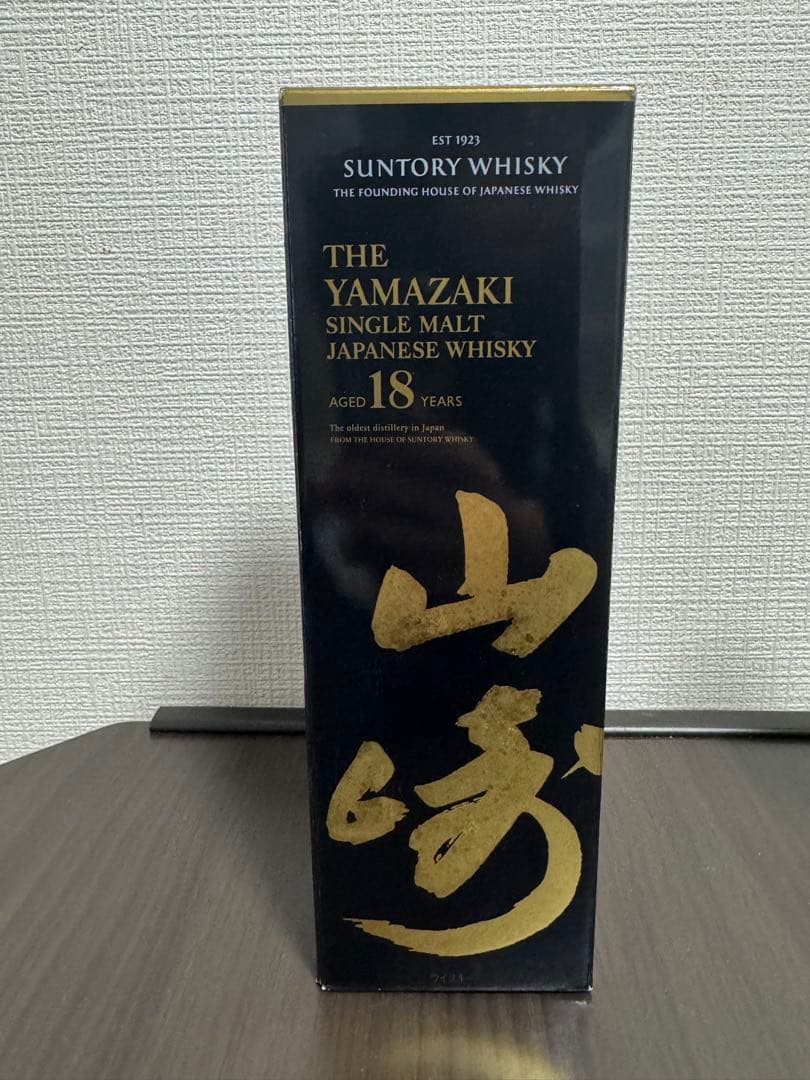 EST 1923
SUNTORY WHISKY
THE FOUNDING HOUSE OF JAPANESE WHISKY
THE
YAMAZAKI
SINGLE MALT
JAPANESE WHISKY
AGED 18 YEARS
The oldest distillery in Japan
FROM THE HOUSE OF SUNTORY WHISKY
山
崎